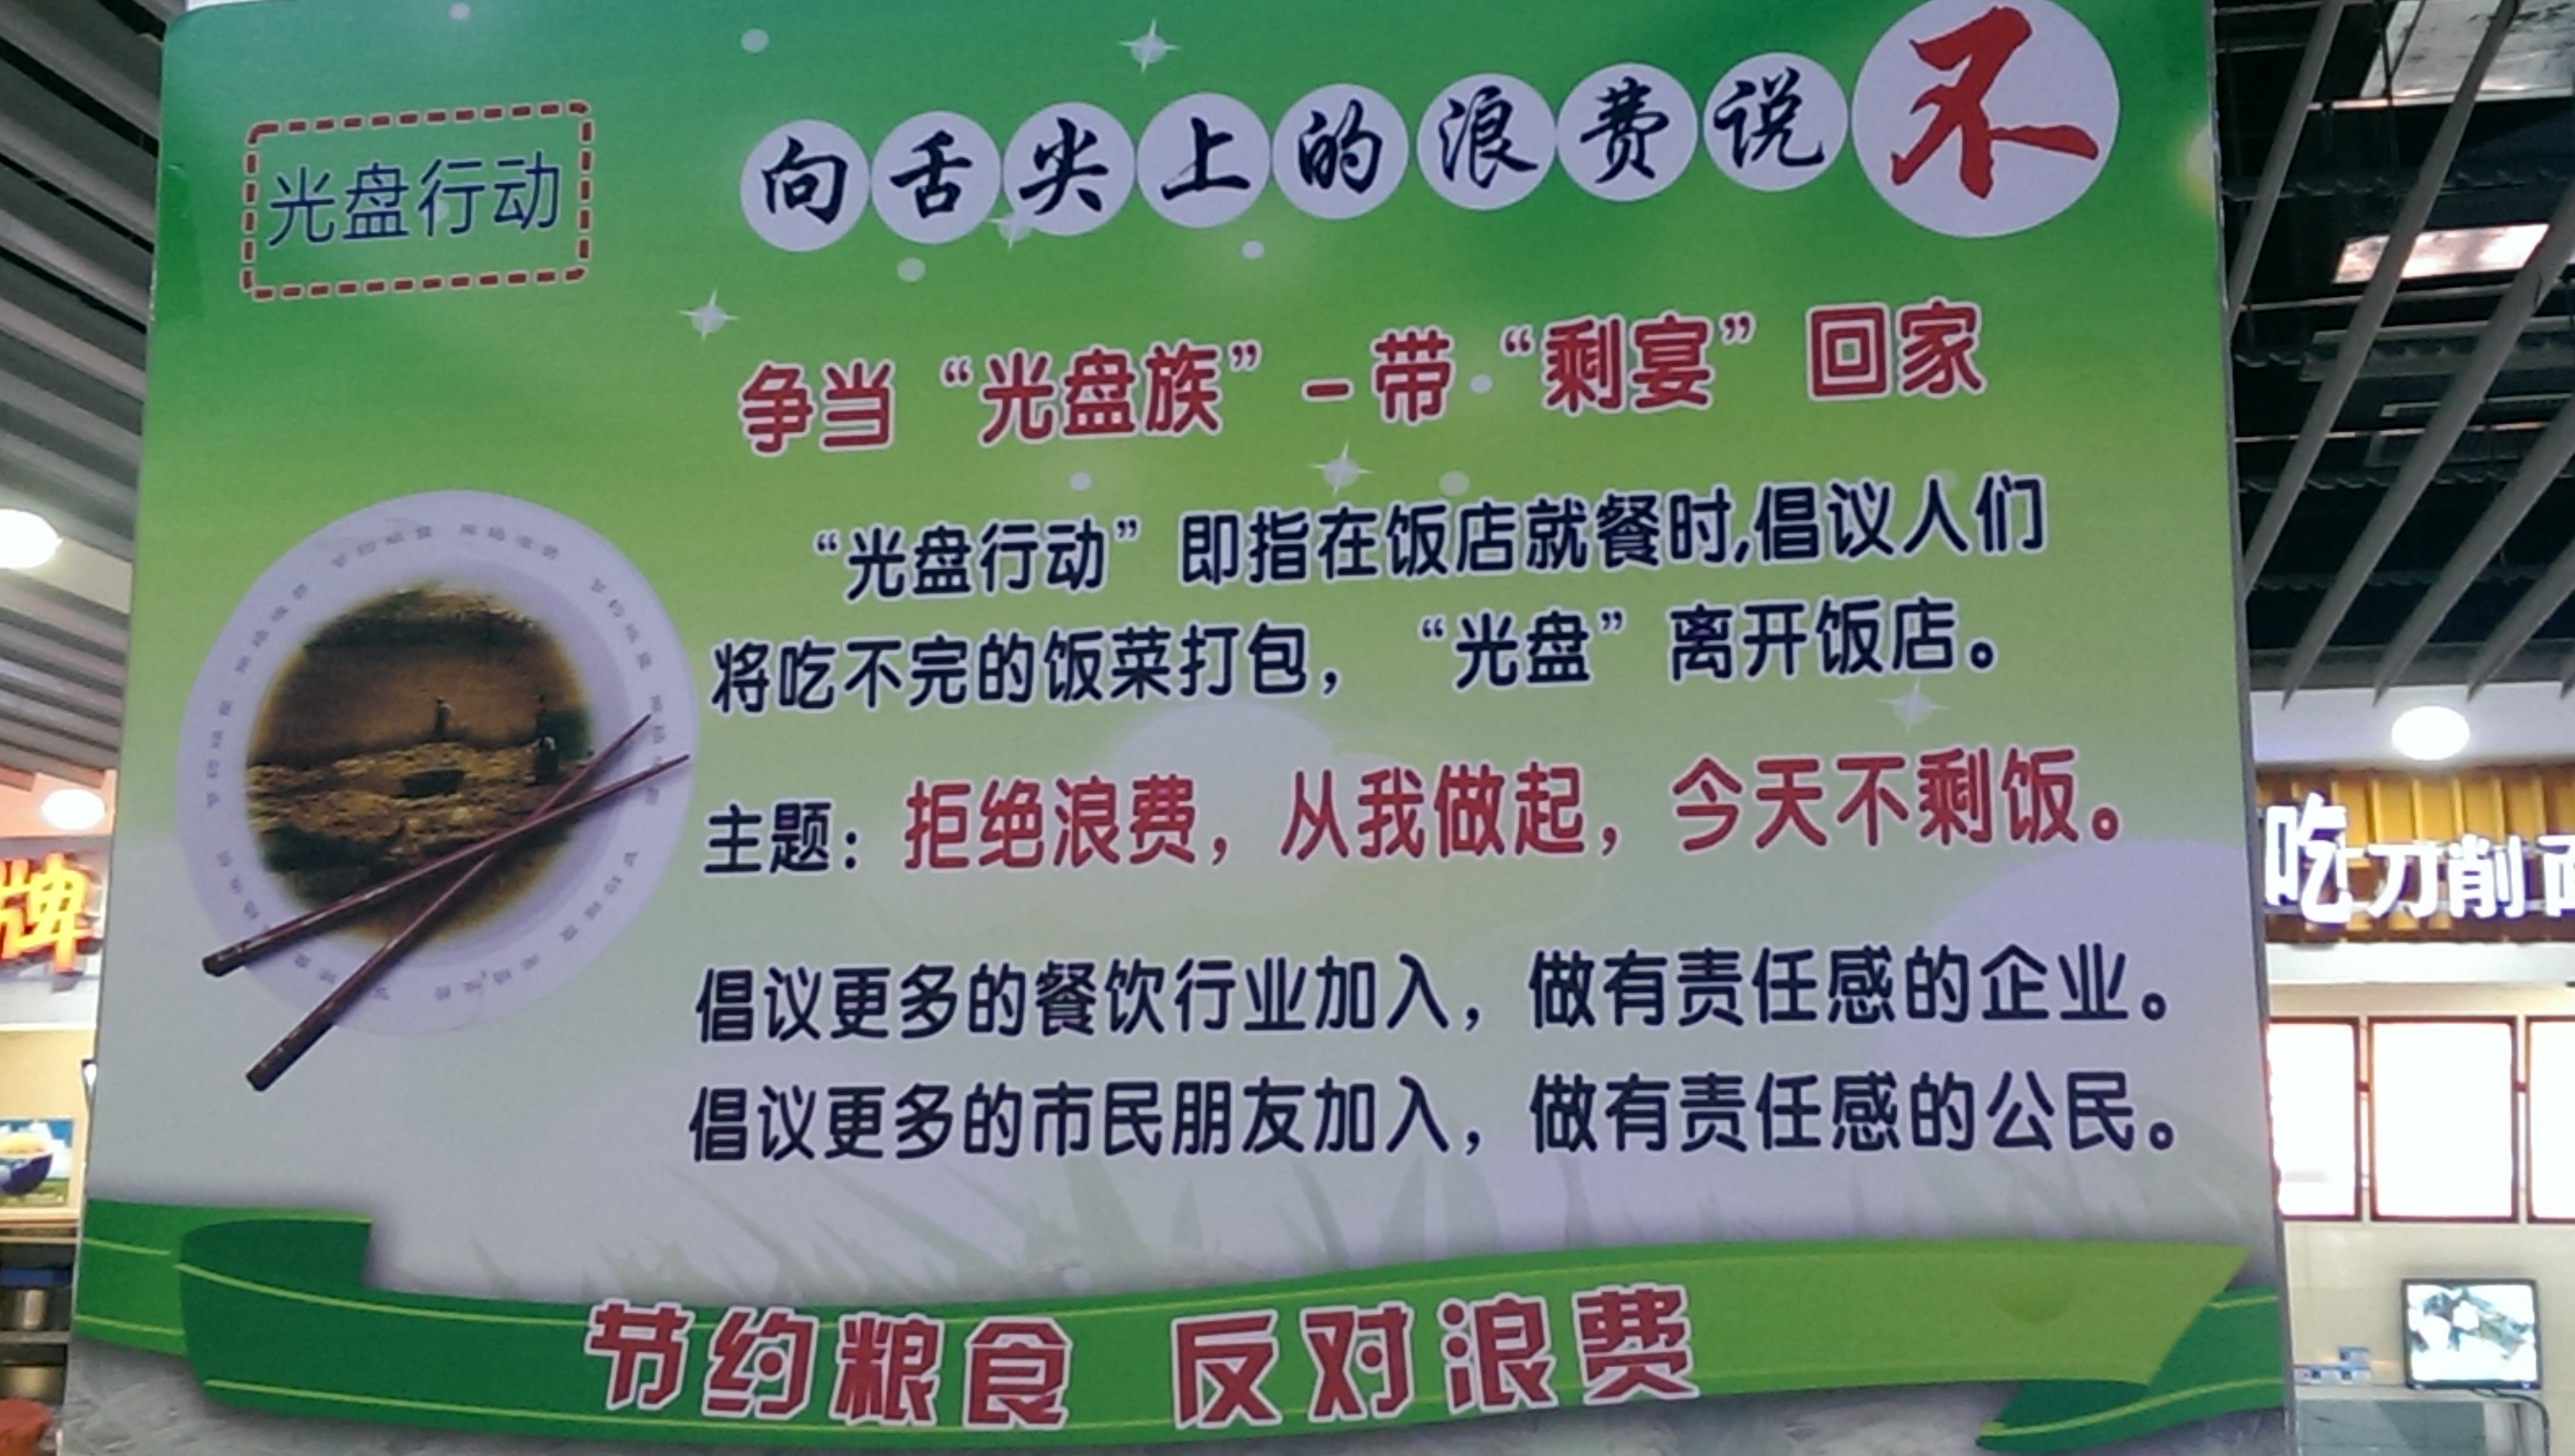 光盘行动
向舌尖上的浪费说不
争当“光盘族”-带“剩宴”回家
“光盘行动”即指在饭店就餐时,倡议人们
将吃不完的饭菜打包，“光盘”离开饭店。
主题：拒绝浪费，从我做起，今天不剩饭。
倡议更多的餐饮行业加入，做有责任感的企业。
倡议更多的市民朋友加入，做有责任感的公民。
节约粮食 反对浪费
牌
吃刀削